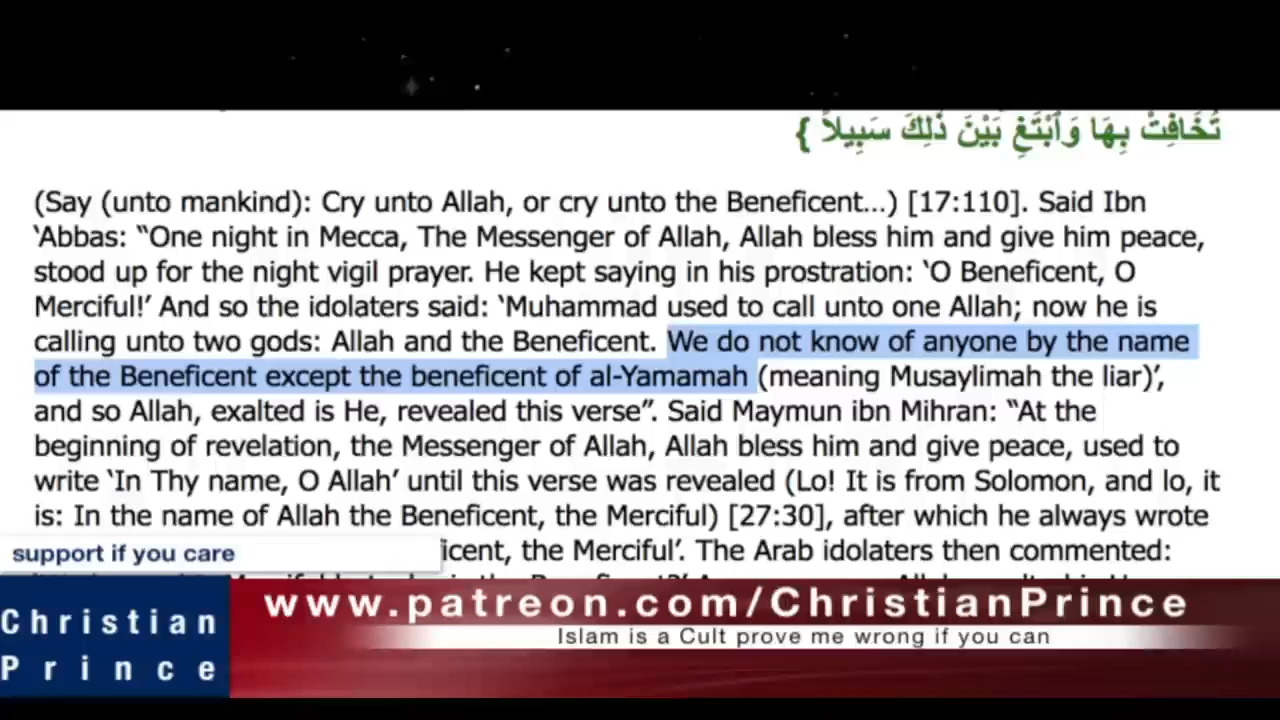 تُخَافِتْ بِهَا وَٱبْتَغِ بَيْنَ ذٰلِكَ سَبِيلاً }
(Say (unto mankind): Cry unto Allah, or cry unto the Beneficent...) [17:110]. Said Ibn
‘Abbas: “One night in Mecca, The Messenger of Allah, Allah bless him and give him peace,
stood up for the night vigil prayer. He kept saying in his prostration: ‘O Beneficent, O
Merciful!’ And so the idolaters said: ‘Muhammad used to call unto one Allah; now he is
calling unto two gods: Allah and the Beneficent. We do not know of anyone by the name
of the Beneficent except the beneficent of al-Yamamah (meaning Musaylimah the liar)’,
and so Allah, exalted is He, revealed this verse”. Said Maymun ibn Mihran: “At the
beginning of revelation, the Messenger of Allah, Allah bless him and give peace, used to
write ‘In Thy name, O Allah’ until this verse was revealed (Lo! It is from Solomon, and lo, it
is: In the name of Allah the Beneficent, the Merciful) [27:30], after which he always wrote
icent, the Merciful’. The Arab idolaters then commented:
support if you care
Christian
Prince
www.patreon.com/ChristianPrince
Islam is a Cult prove me wrong if you can